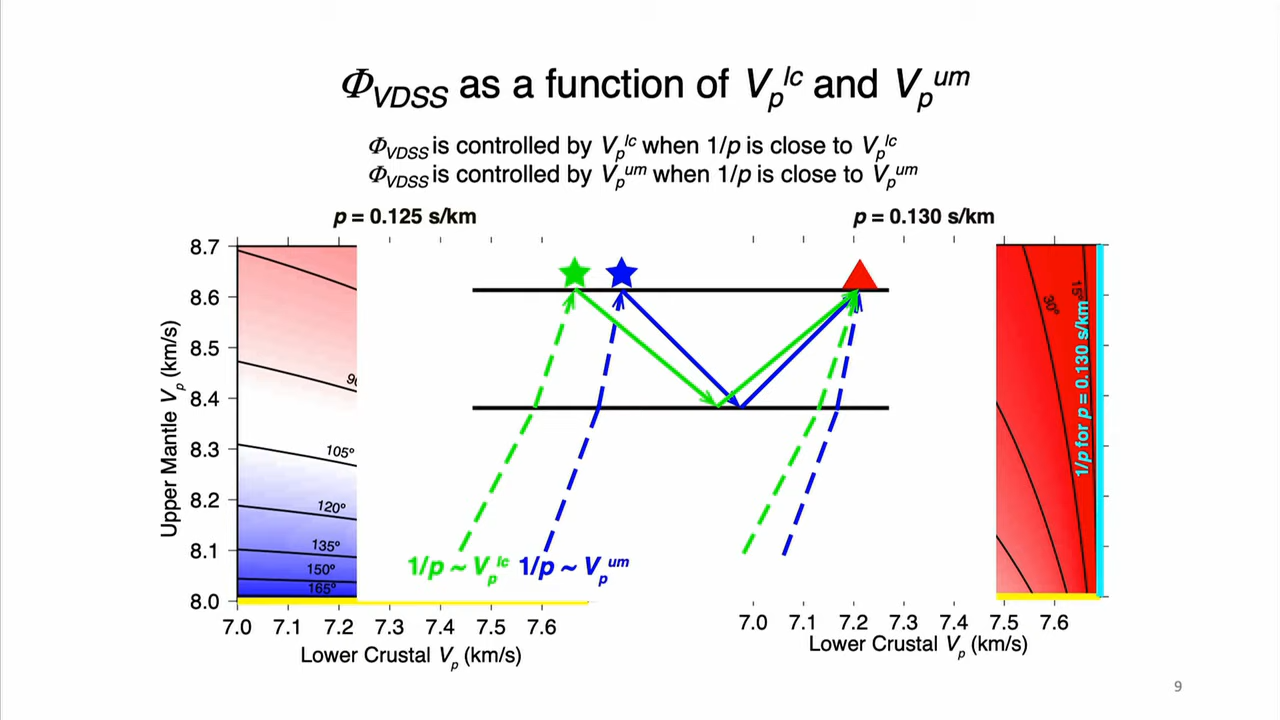 Φ_VDSS as a function of V_p^lc and V_p^um
Φ_VDSS is controlled by V_p^lc when 1/p is close to V_p^lc
Φ_VDSS is controlled by V_p^um when 1/p is close to V_p^um
p = 0.125 s/km
p = 0.130 s/km
Upper Mantle V_p (km/s)
8.7
8.6
8.5
8.4
8.3
8.2
8.1
8.0
105°
120°
135°
150°
165°
1/p ~ V_p^lc
1/p ~ V_p^um
30°
15°
1/p for p = 0.130 s/km
7.0 7.1 7.2 7.3 7.4 7.5 7.6
Lower Crustal V_p (km/s)
7.0 7.1 7.2 7.3 7.4 7.5 7.6
Lower Crustal V_p (km/s)
9